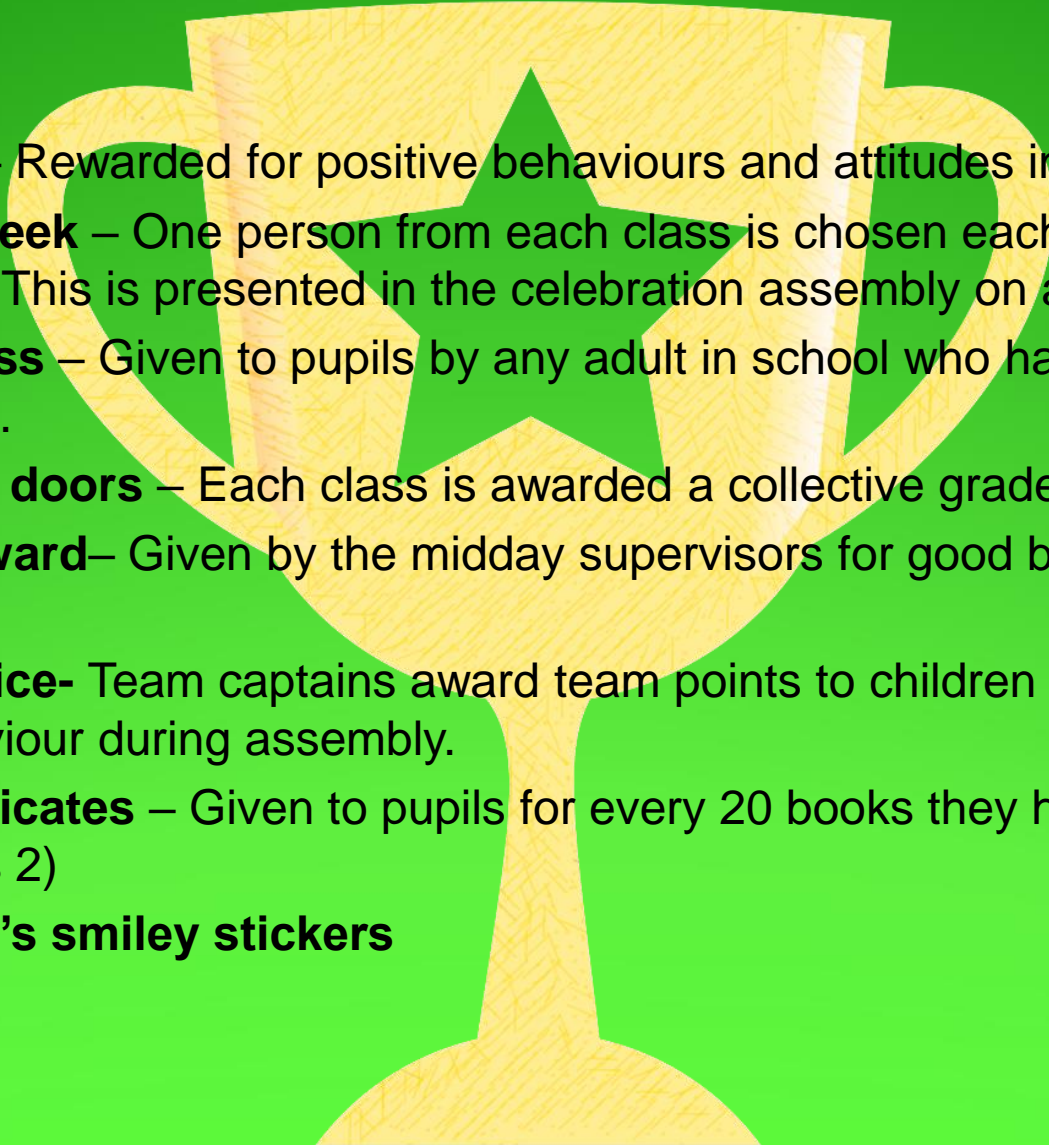 – Rewarded for positive behaviours and attitudes in
eek – One person from each class is chosen each
This is presented in the celebration assembly on a
ss – Given to pupils by any adult in school who ha
.
doors – Each class is awarded a collective grade
ward– Given by the midday supervisors for good b
ice- Team captains award team points to children
viour during assembly.
icates – Given to pupils for every 20 books they h
s 2)
’s smiley stickers